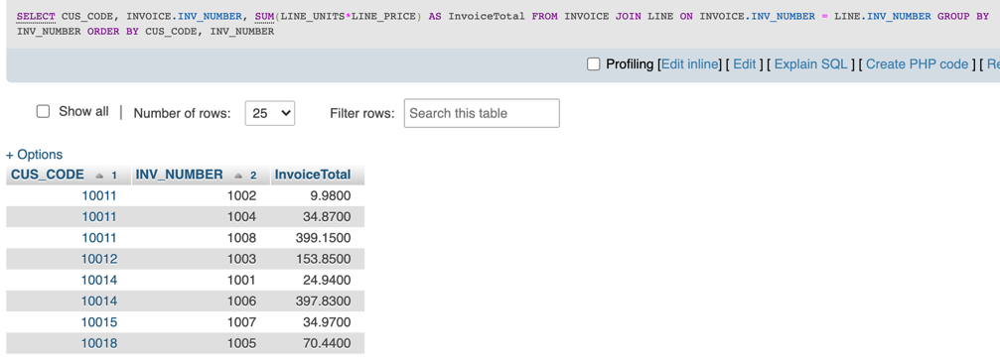 SELECT CUS_CODE, INVOICE.INV_NUMBER, SUM(LINE_UNITS*LINE_PRICE) AS InvoiceTotal FROM INVOICE JOIN LINE ON INVOICE.INV_NUMBER = LINE.INV_NUMBER GROUP BY
INV_NUMBER ORDER BY CUS_CODE, INV_NUMBER
Profiling [Edit inline] [ Edit ] [ Explain SQL ] [ Create PHP code ] [ Re
Show all | Number of rows: 25 Filter rows: Search this table
+ Options
CUS_CODE 1 INV_NUMBER 2 InvoiceTotal
10011 1002 9.9800
10011 1004 34.8700
10011 1008 399.1500
10012 1003 153.8500
10014 1001 24.9400
10014 1006 397.8300
10015 1007 34.9700
10018 1005 70.4400